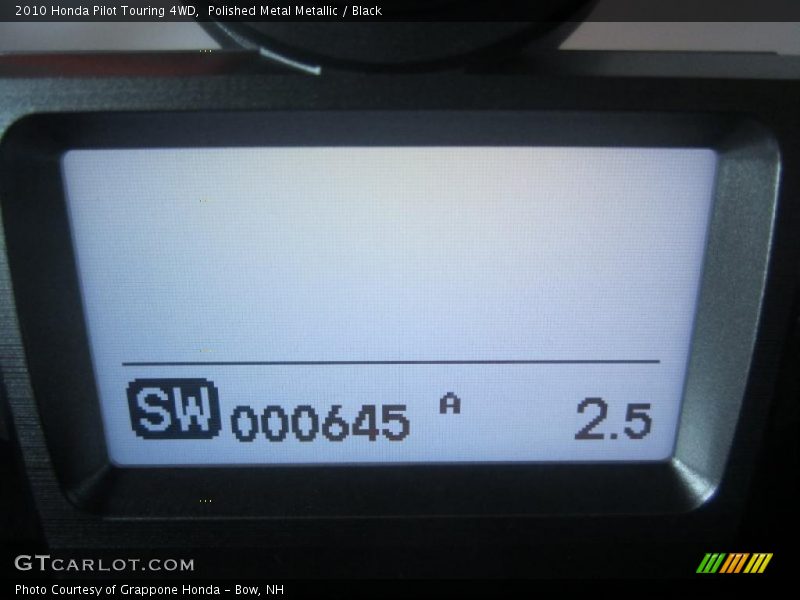 2010 Honda Pilot Touring 4WD,  Polished Metal Metallic / Black
SW 000645 A 2.5
GTCARLOT.COM
Photo Courtesy of Grappone Honda - Bow, NH